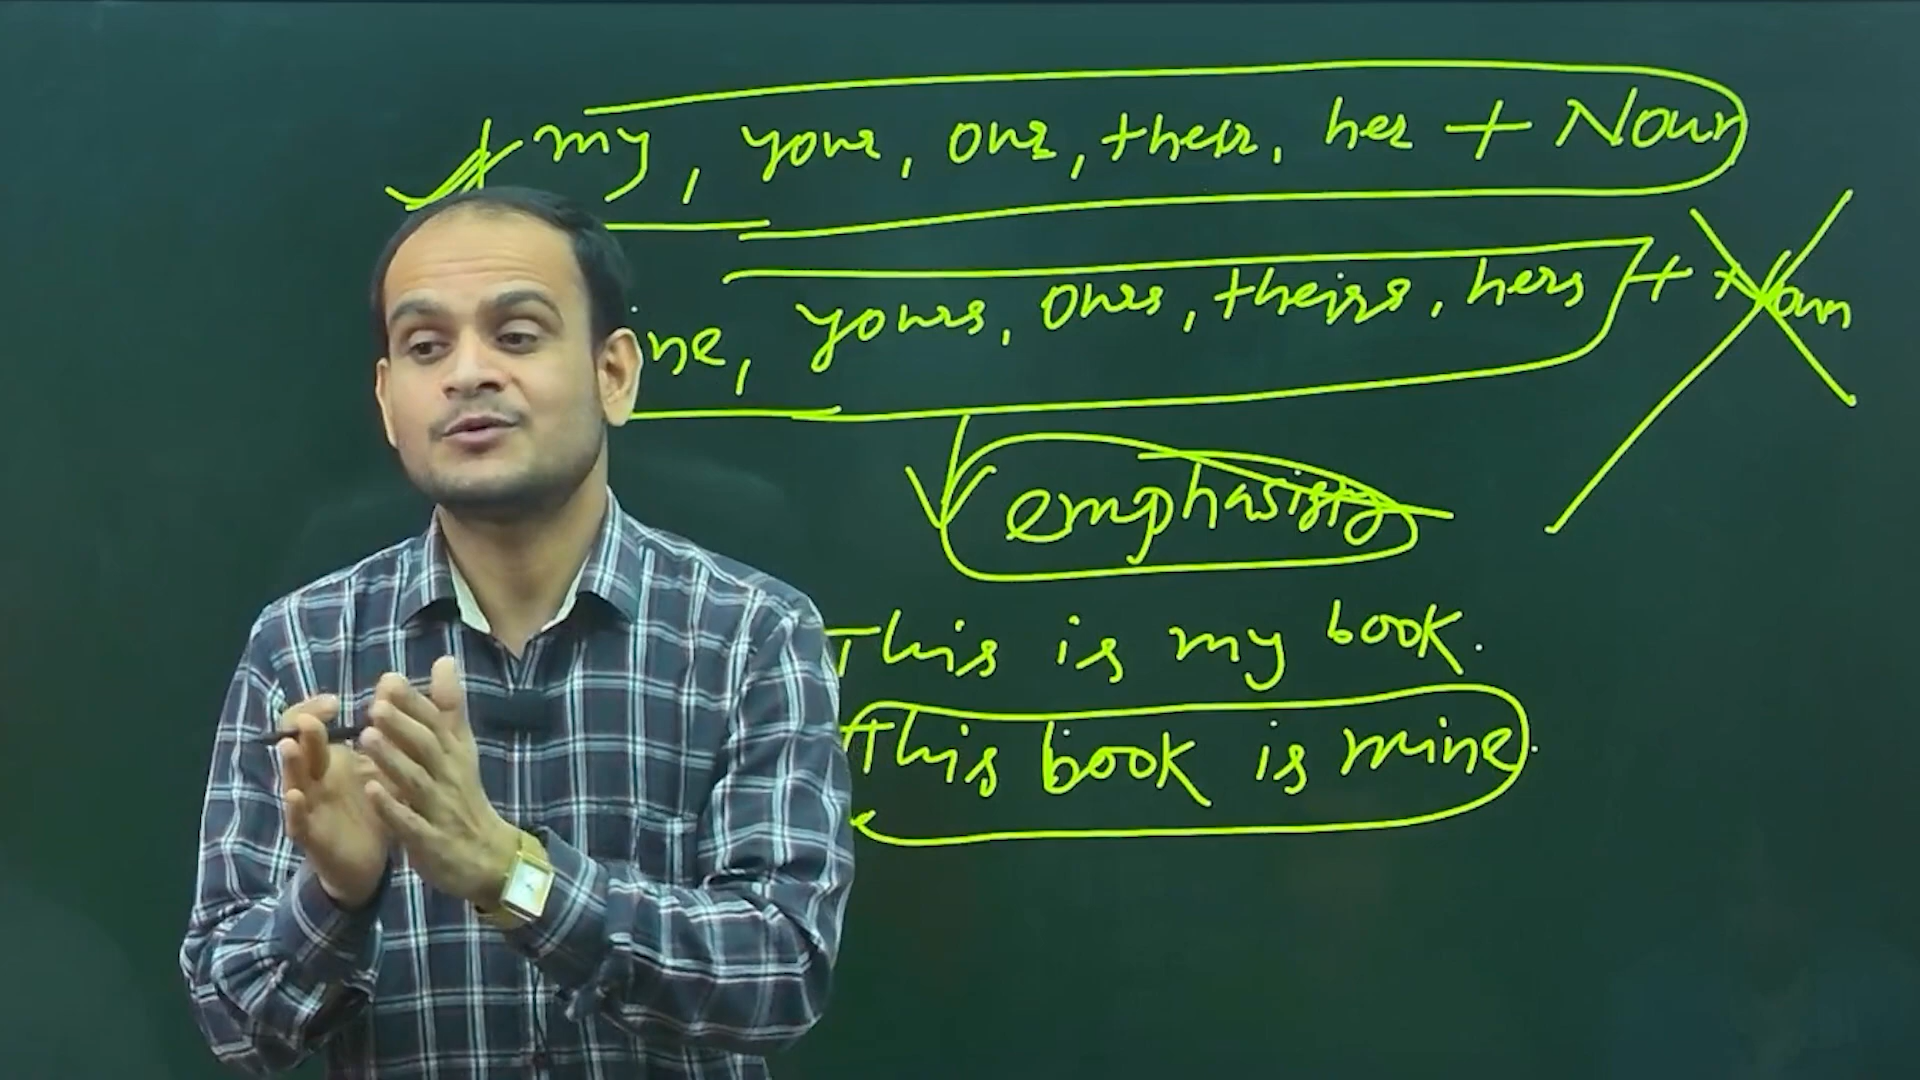 my, your, our, their, her + Noun
ine, yours, ours, theirs, hers + + Noun
emphasis
This is my book.
This book is mine.